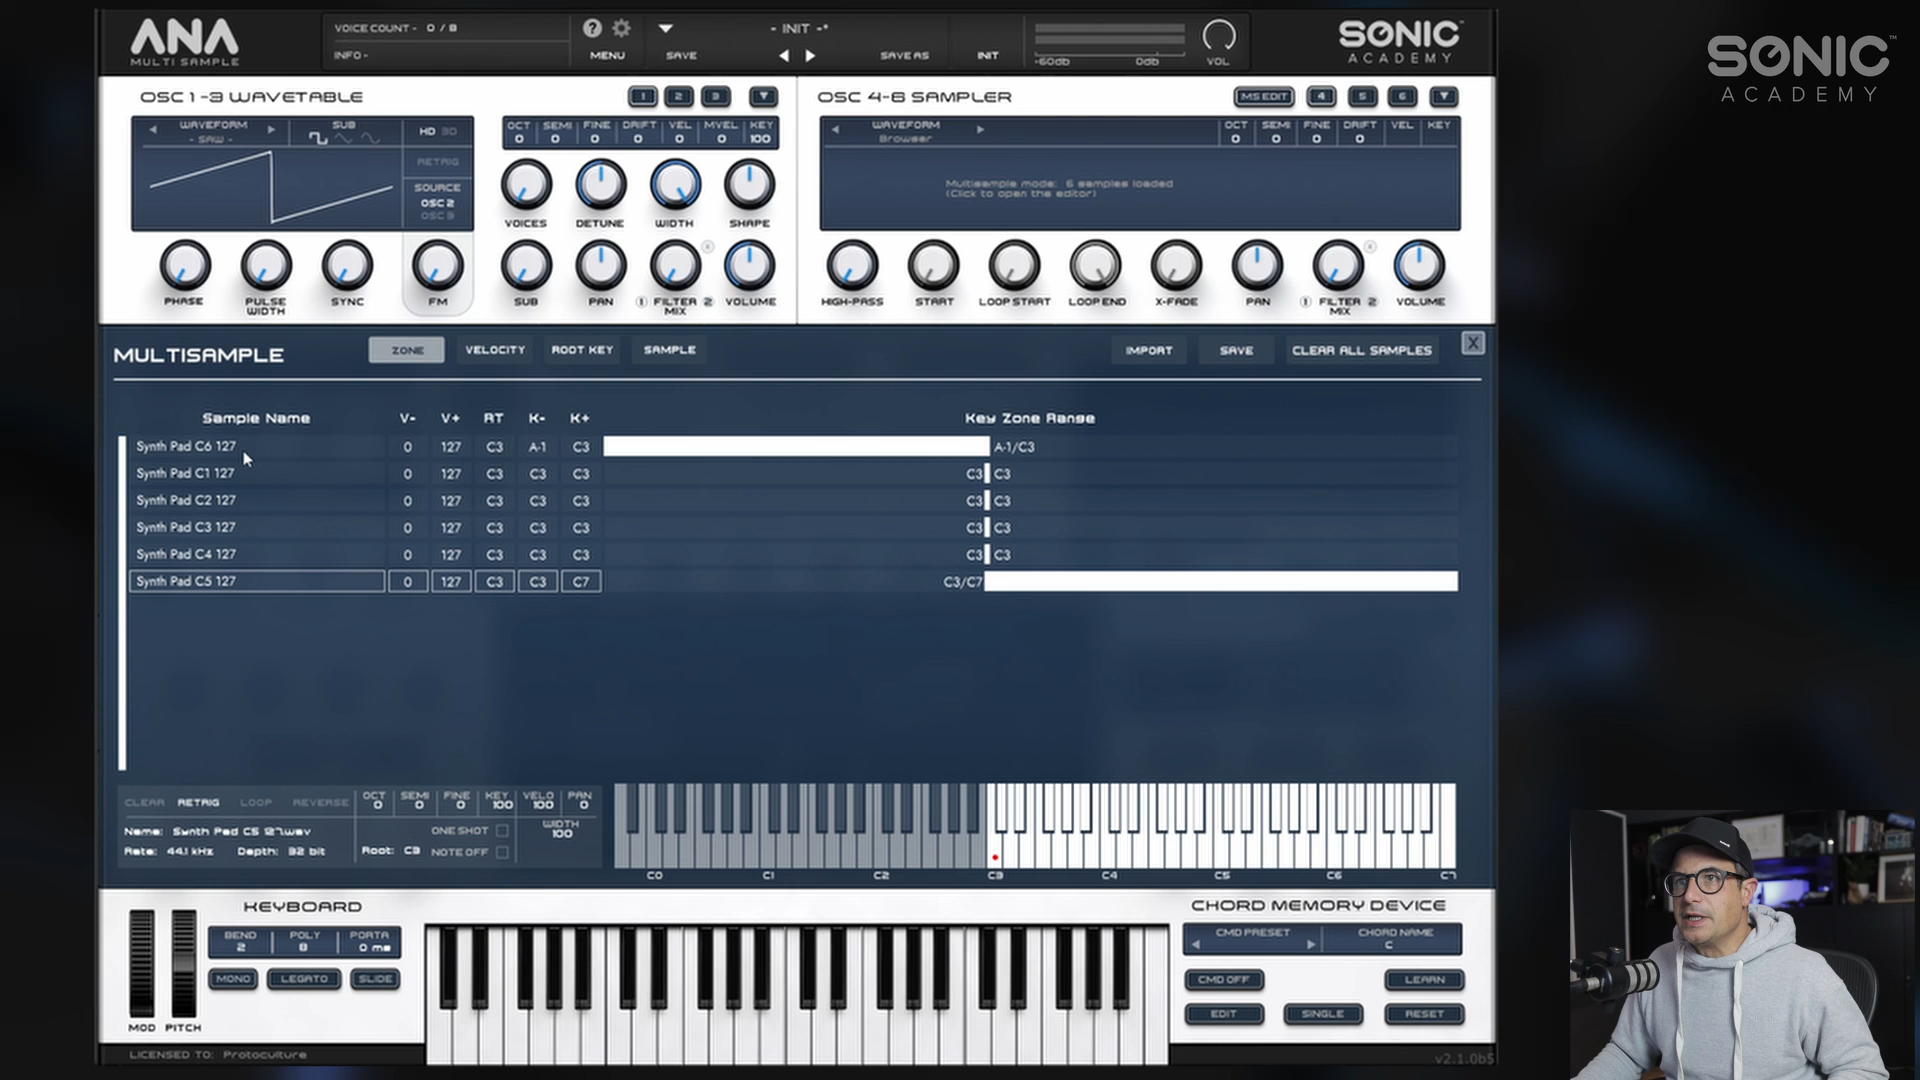 ANA
MULTI SAMPLE
VOICE COUNT - 0 / 8
INFO -
? MENU
SAVE
- INIT -*
SAVE AS
INIT
-60db 0db
VOL
SONIC
ACADEMY
SONIC™
ACADEMY
OSC 1-3 WAVETABLE
1 2 3
WAVEFORM
- SAW -
SUB
HD 3D
RETRIG
SOURCE
OSC 2
OSC 3
OCT SEMI FINE DRIFT VEL MVEL KEY
0 0 0 0 0 0 100
VOICES DETUNE WIDTH SHAPE
PHASE PULSE WIDTH SYNC FM SUB PAN 1 FILTER 2 MIX VOLUME
OSC 4-6 SAMPLER
MS EDIT 4 5 6
WAVEFORM
Browser
OCT SEMI FINE DRIFT VEL KEY
0 0 0 0
Multisample mode: 6 samples loaded
(Click to open the editor)
HIGH-PASS START LOOP START LOOP END X-FADE PAN 1 FILTER 2 MIX VOLUME
MULTISAMPLE
ZONE VELOCITY ROOT KEY SAMPLE
IMPORT SAVE CLEAR ALL SAMPLES X
Sample Name V- V+ RT K- K+ Key Zone Range
Synth Pad C6 127 0 127 C3 A-1 C3 A-1/C3
Synth Pad C1 127 0 127 C3 C3 C3 C3 C3
Synth Pad C2 127 0 127 C3 C3 C3 C3 C3
Synth Pad C3 127 0 127 C3 C3 C3 C3 C3
Synth Pad C4 127 0 127 C3 C3 C3 C3 C3
Synth Pad C5 127 0 127 C3 C3 C7 C3/C7
CLEAR RETRIG LOOP REVERSE
OCT SEMI FINE KEY VELO PAN
0 0 0 100 100 0
Name: Synth Pad C5 127.wav
Rate: 44.1 kHz Depth: 32 bit
Root: C3
ONE SHOT
NOTE OFF
WIDTH
100
C0 C1 C2 C3 C4 C5 C6 C7
KEYBOARD
BEND POLY PORTA
2 8 0 ms
MONO LEGATO SLIDE
MOD PITCH
CHORD MEMORY DEVICE
CMD PRESET
CHORD NAME
C
CMD OFF LEARN
EDIT SINGLE RESET
LICENSED TO: Protoculture
v2.1.0b5